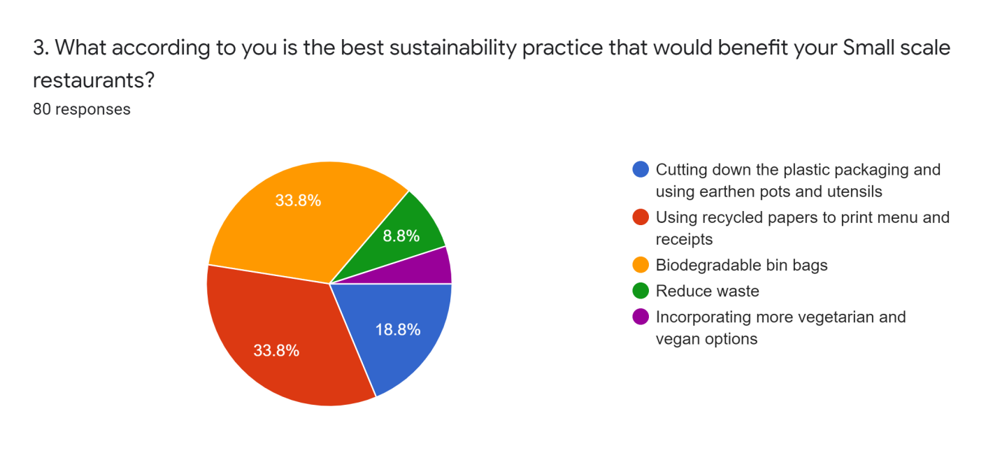 3. What according to you is the best sustainability practice that would benefit your Small scale
restaurants?
80 responses
33.8%
8.8%
18.8%
33.8%
Cutting down the plastic packaging and
using earthen pots and utensils
Using recycled papers to print menu and
receipts
Biodegradable bin bags
Reduce waste
Incorporating more vegetarian and
vegan options